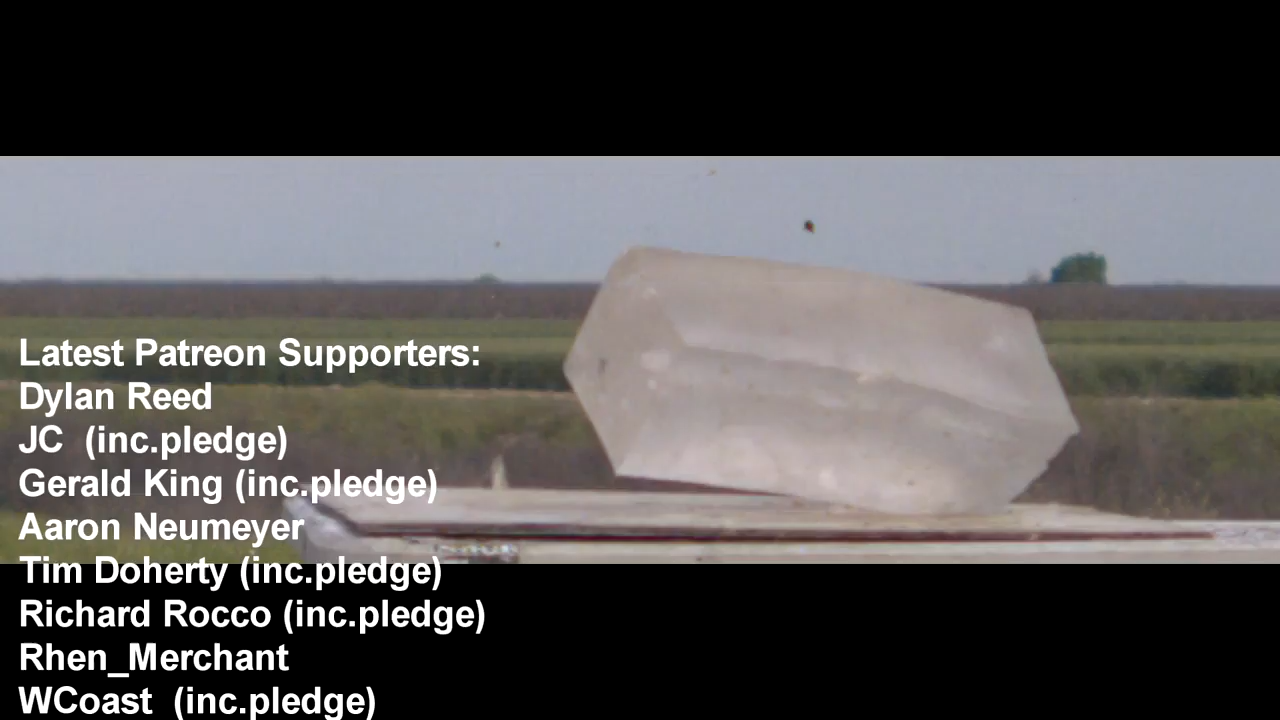 Latest Patreon Supporters:
Dylan Reed
JC (inc.pledge)
Gerald King (inc.pledge)
Aaron Neumeyer
Tim Doherty (inc.pledge)
Richard Rocco (inc.pledge)
Rhen_Merchant
WCoast (inc.pledge)